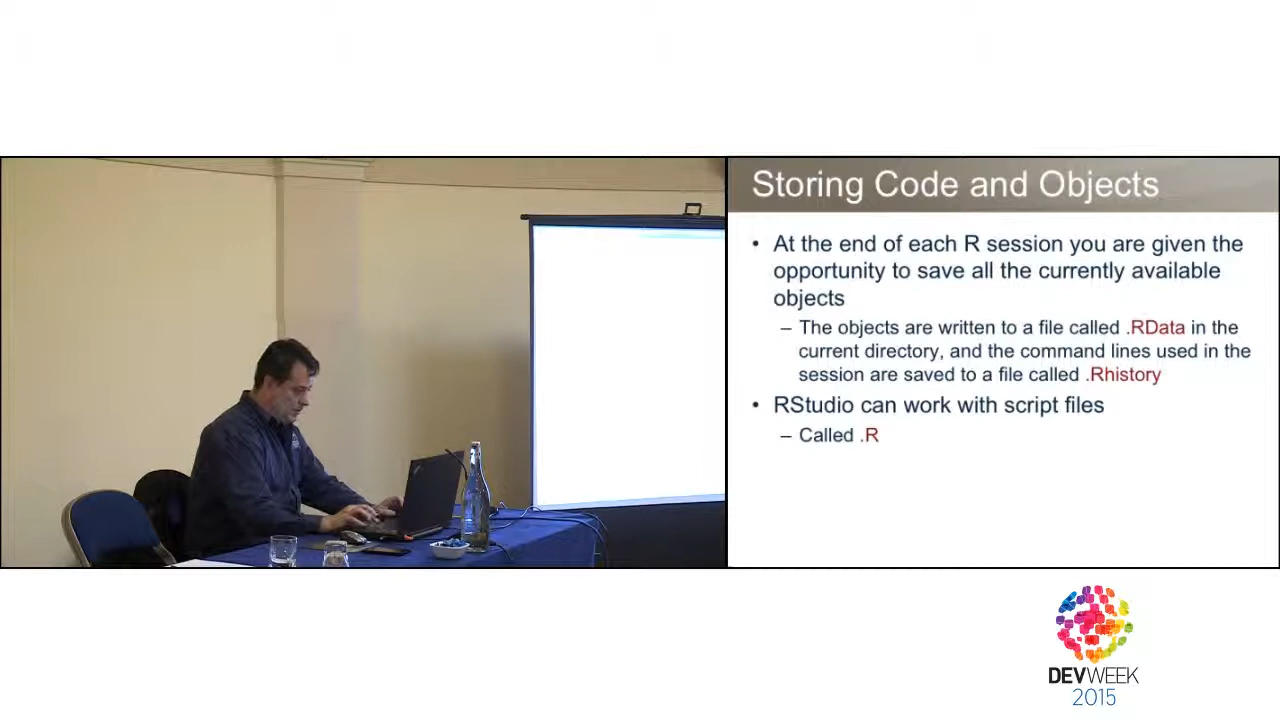 Storing Code and Objects
• At the end of each R session you are given the
opportunity to save all the currently available
objects
– The objects are written to a file called .RData in the
current directory, and the command lines used in the
session are saved to a file called .Rhistory
• RStudio can work with script files
– Called .R
DEVWEEK
2015